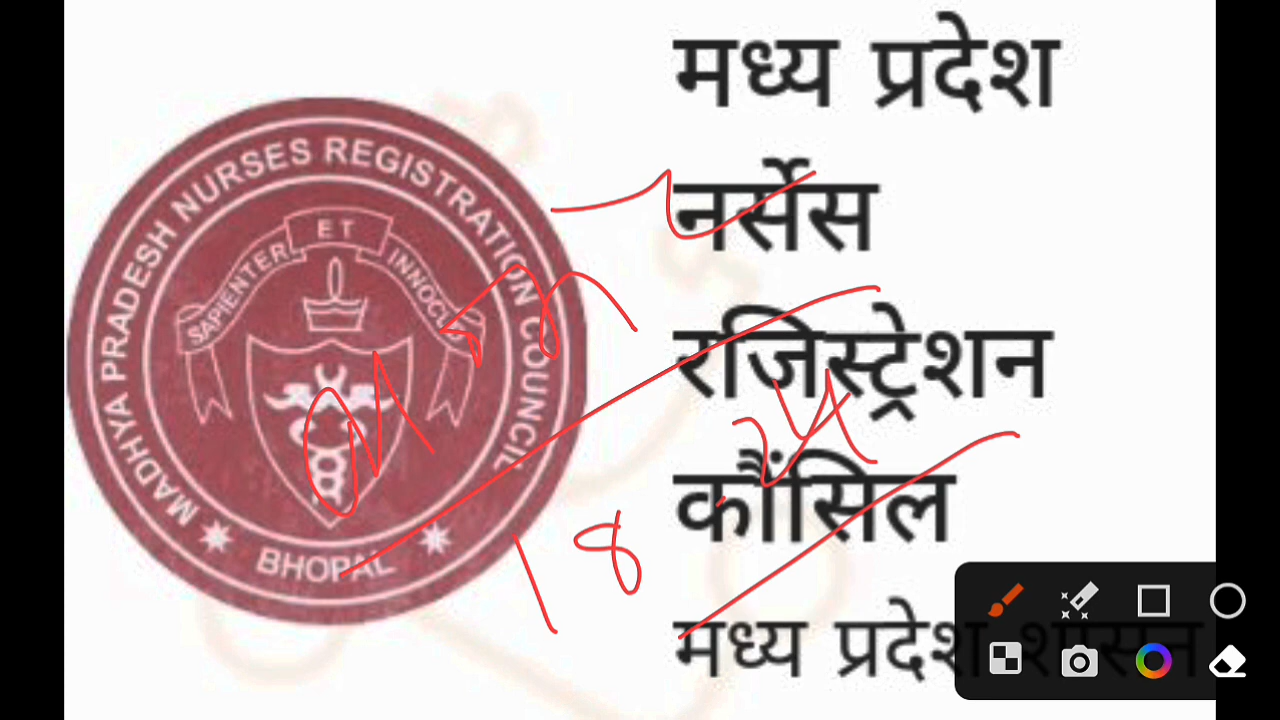 MADHYA PRADESH NURSES REGISTRATION COUNCIL
SAPIENTER ET INNOCUE
BHOPAL
मध्य प्रदेश
नर्सेस
रजिस्ट्रेशन
कौंसिल
मध्य प्रदेश शासन
18
24